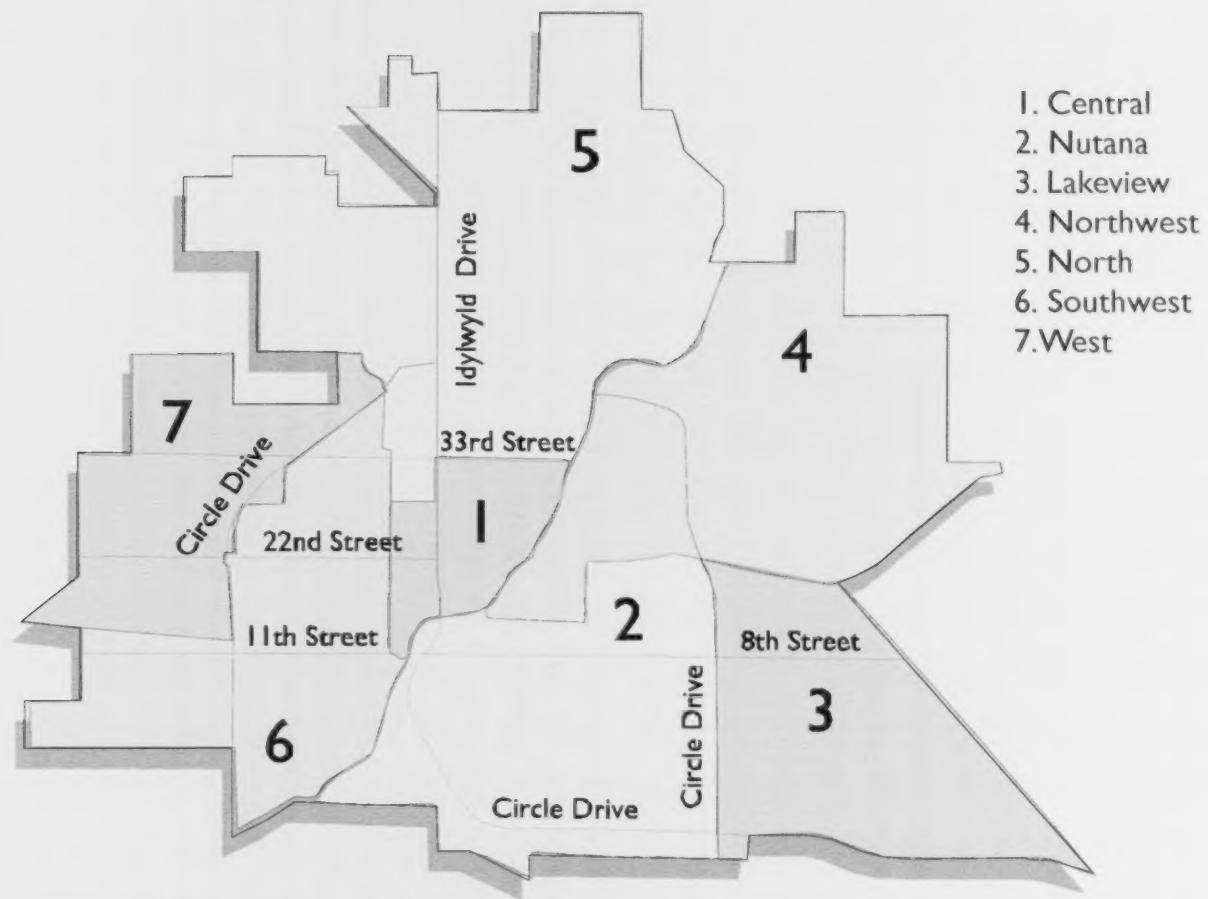 1. Central
2. Nutana
3. Lakeview
4. Northwest
5. North
6. Southwest
7.West
5
Idylwyld Drive
4
7
33rd Street
Circle Drive
1
22nd Street
2
11th Street
8th Street
3
6
Circle Drive
Circle Drive